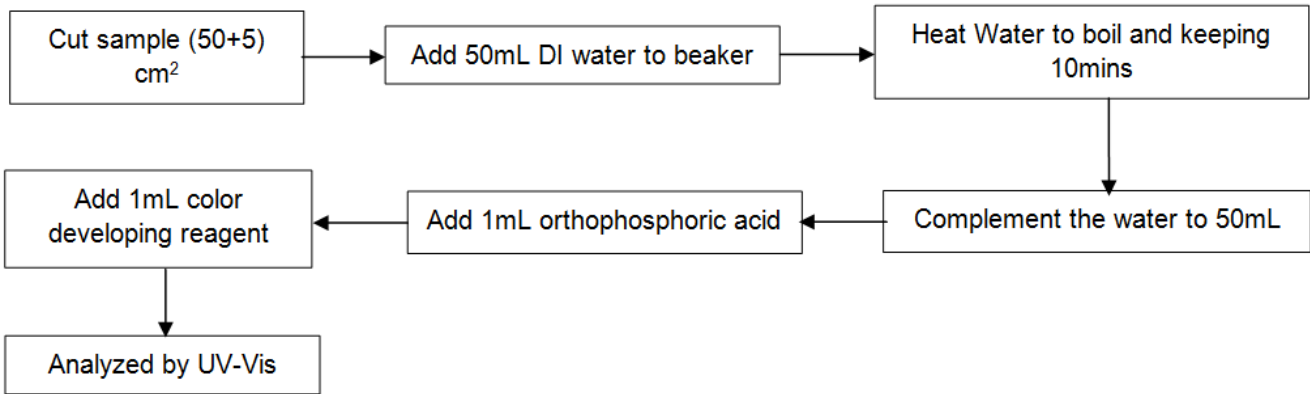 Cut sample (50+5)
cm²
Add 50mL DI water to beaker
Heat Water to boil and keeping
10mins
Complement the water to 50mL
Add 1mL orthophosphoric acid
Add 1mL color
developing reagent
Analyzed by UV-Vis